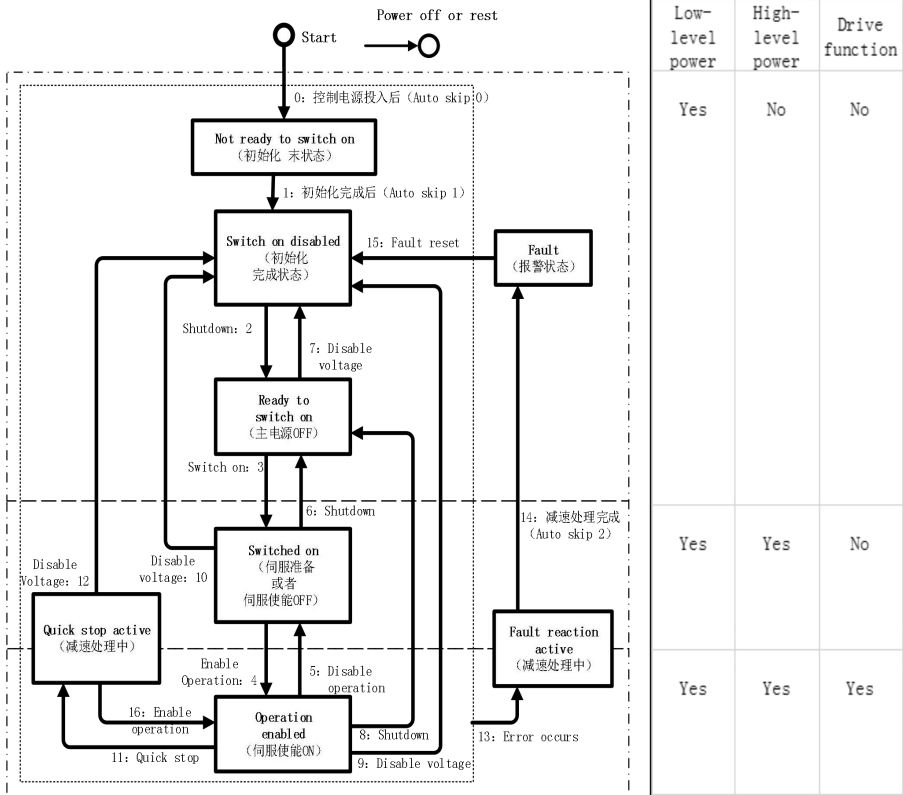 Power off or rest
Start
0: 控制电源投入后（Auto skip 0）
Not ready to switch on
（初始化 末状态）
1: 初始化完成后（Auto skip 1）
Switch on disabled
（初始化
完成状态）
15: Fault reset
Fault
（报警状态）
Shutdown: 2
7: Disable
voltage
Ready to
switch on
（主电源OFF）
Switch on: 3
6: Shutdown
14: 减速处理完成
（Auto skip 2）
Switched on
（伺服准备
或者
伺服使能OFF）
Disable
Voltage: 12
Disable
voltage: 10
Quick stop active
（减速处理中）
Fault reaction
active
（减速处理中）
Enable
Operation: 4
5: Disable
operation
16: Enable
operation
Operation
enabled
（伺服使能ON）
8: Shutdown
13: Error occurs
11: Quick stop
9: Disable voltage
Low-
level
power
High-
level
power
Drive
function
Yes No No
Yes Yes No
Yes Yes Yes